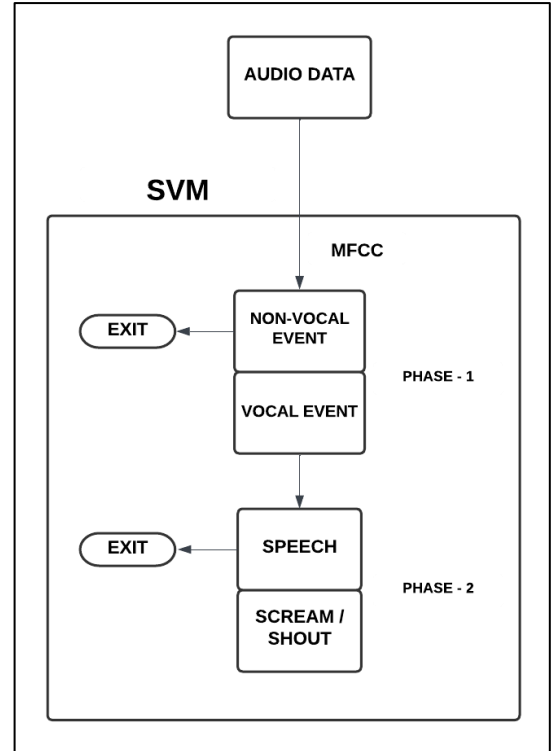 AUDIO DATA
SVM
MFCC
NON-VOCAL
EVENT
EXIT
PHASE - 1
VOCAL EVENT
SPEECH
EXIT
PHASE - 2
SCREAM /
SHOUT